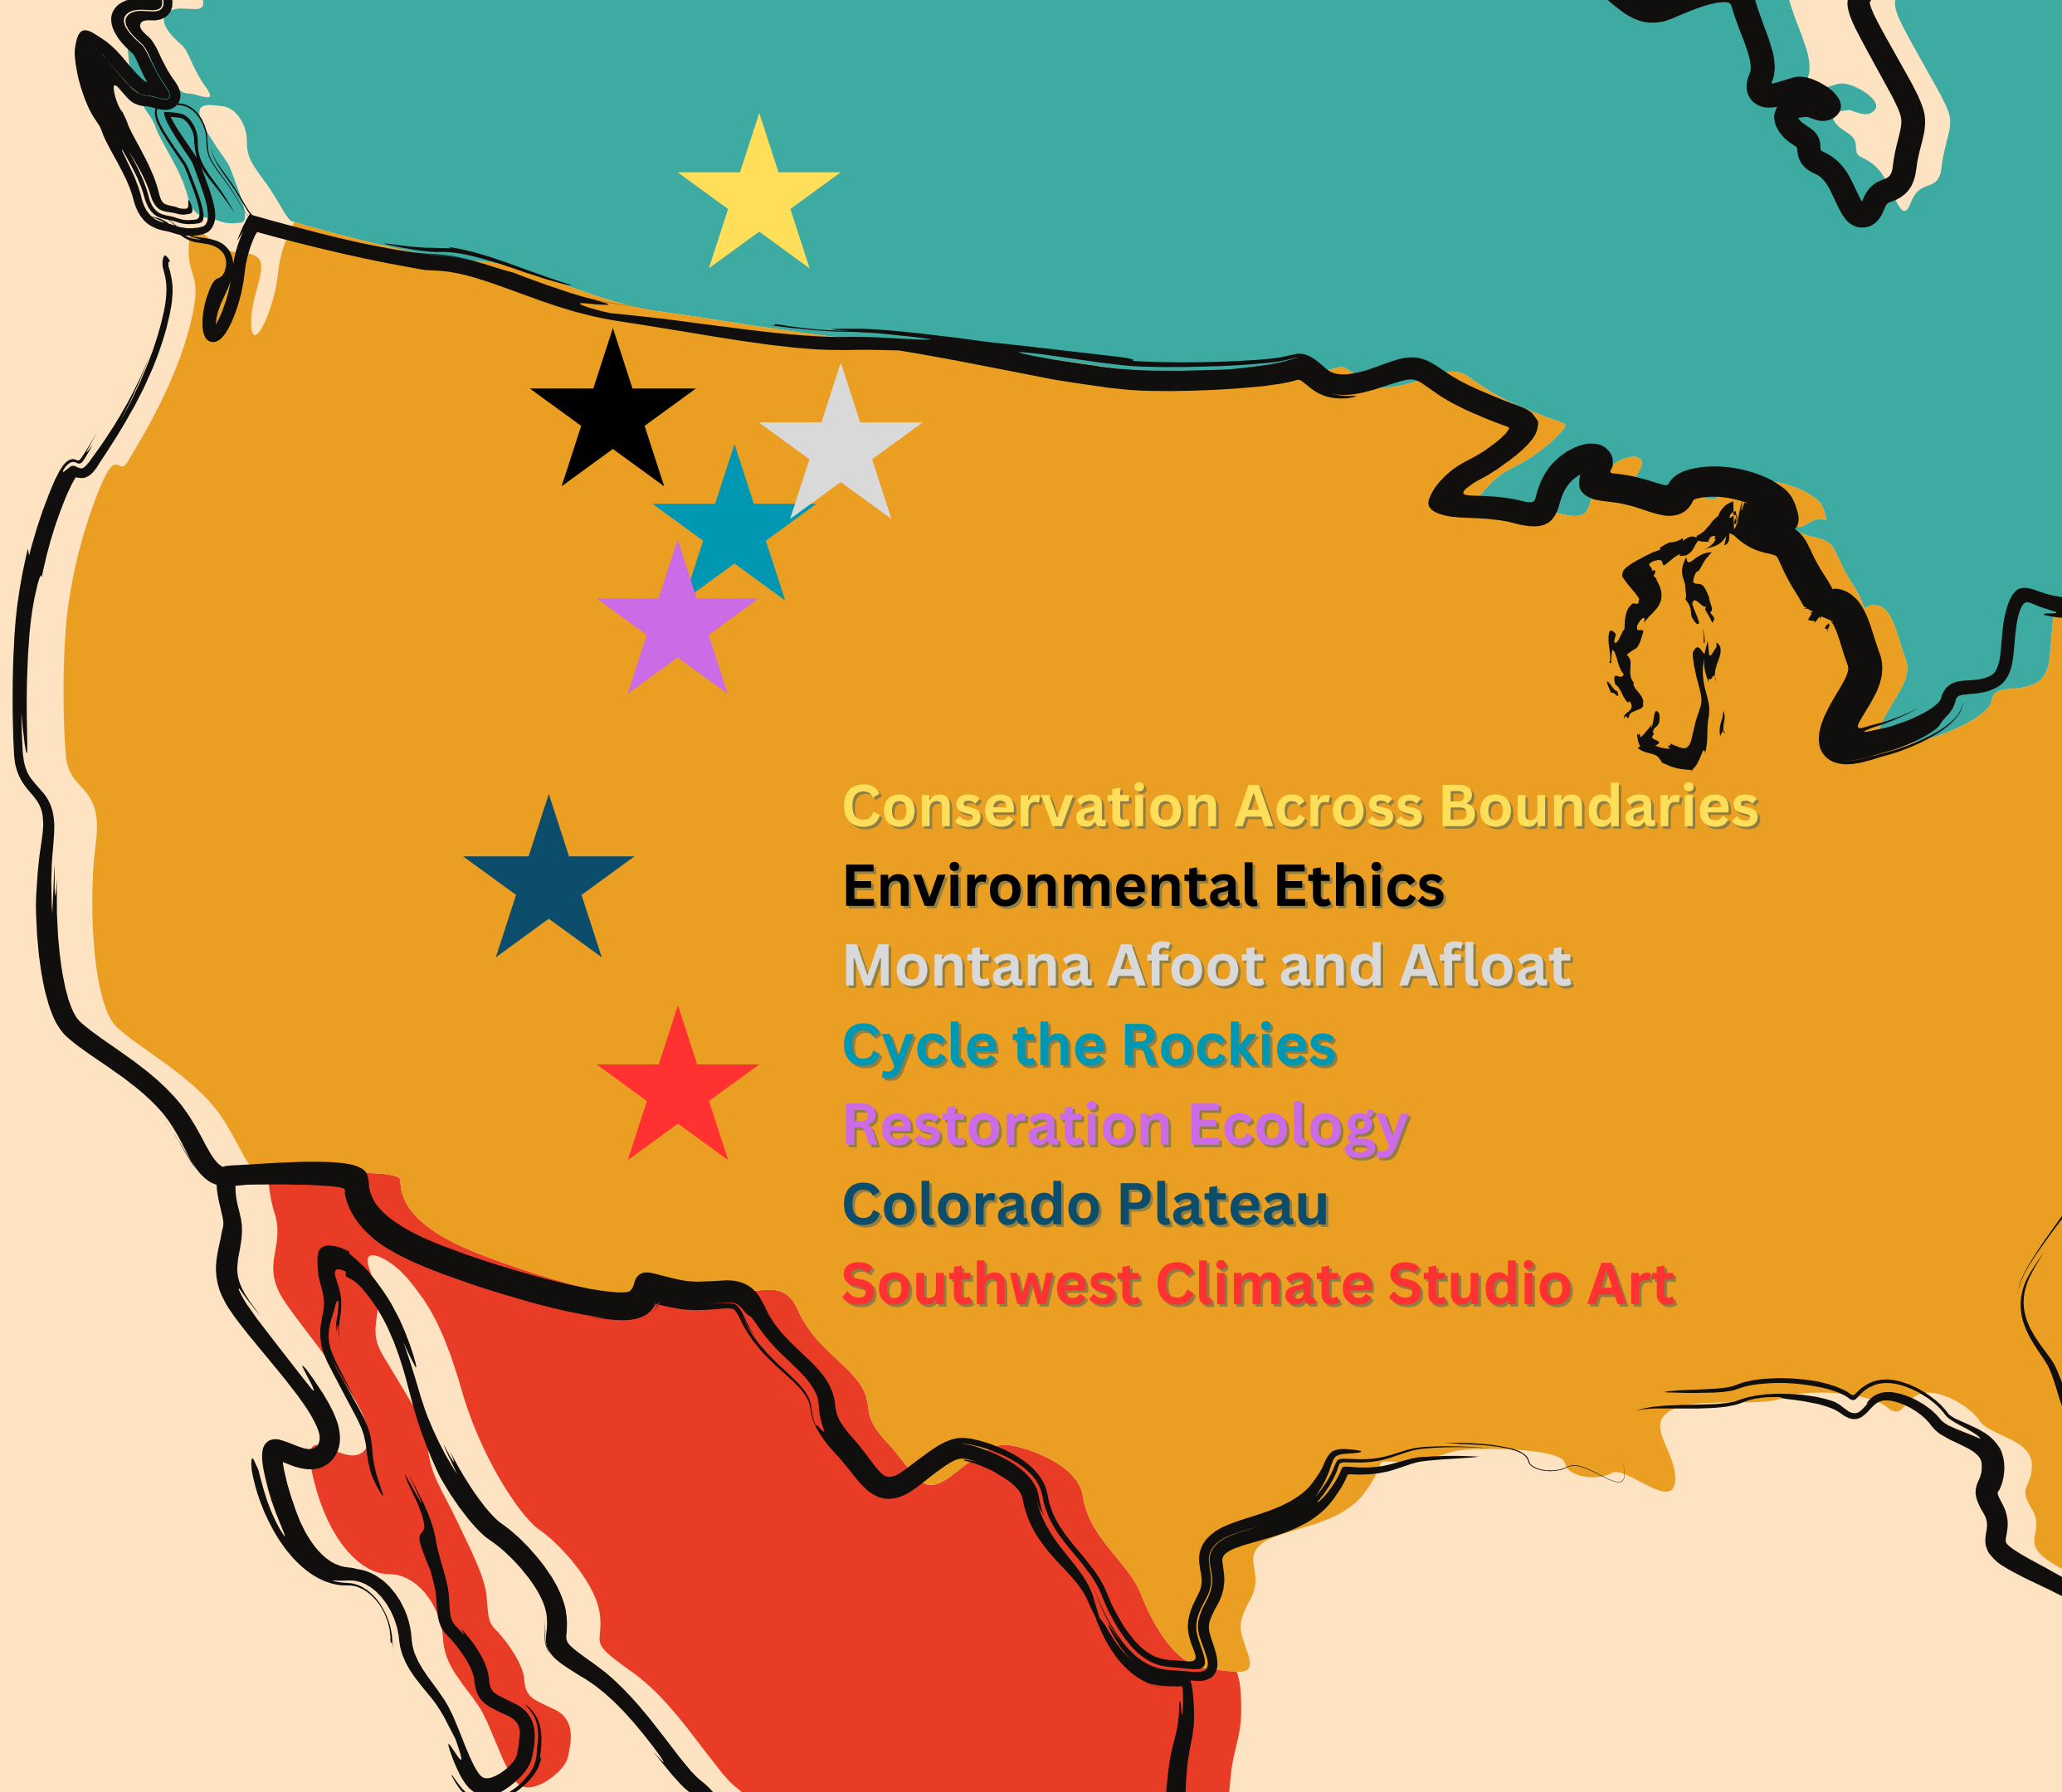 Conservation Across Boundaries
Environmental Ethics
Montana Afoot and Afloat
Cycle the Rockies
Restoration Ecology
Colorado Plateau
Southwest Climate Studio Art